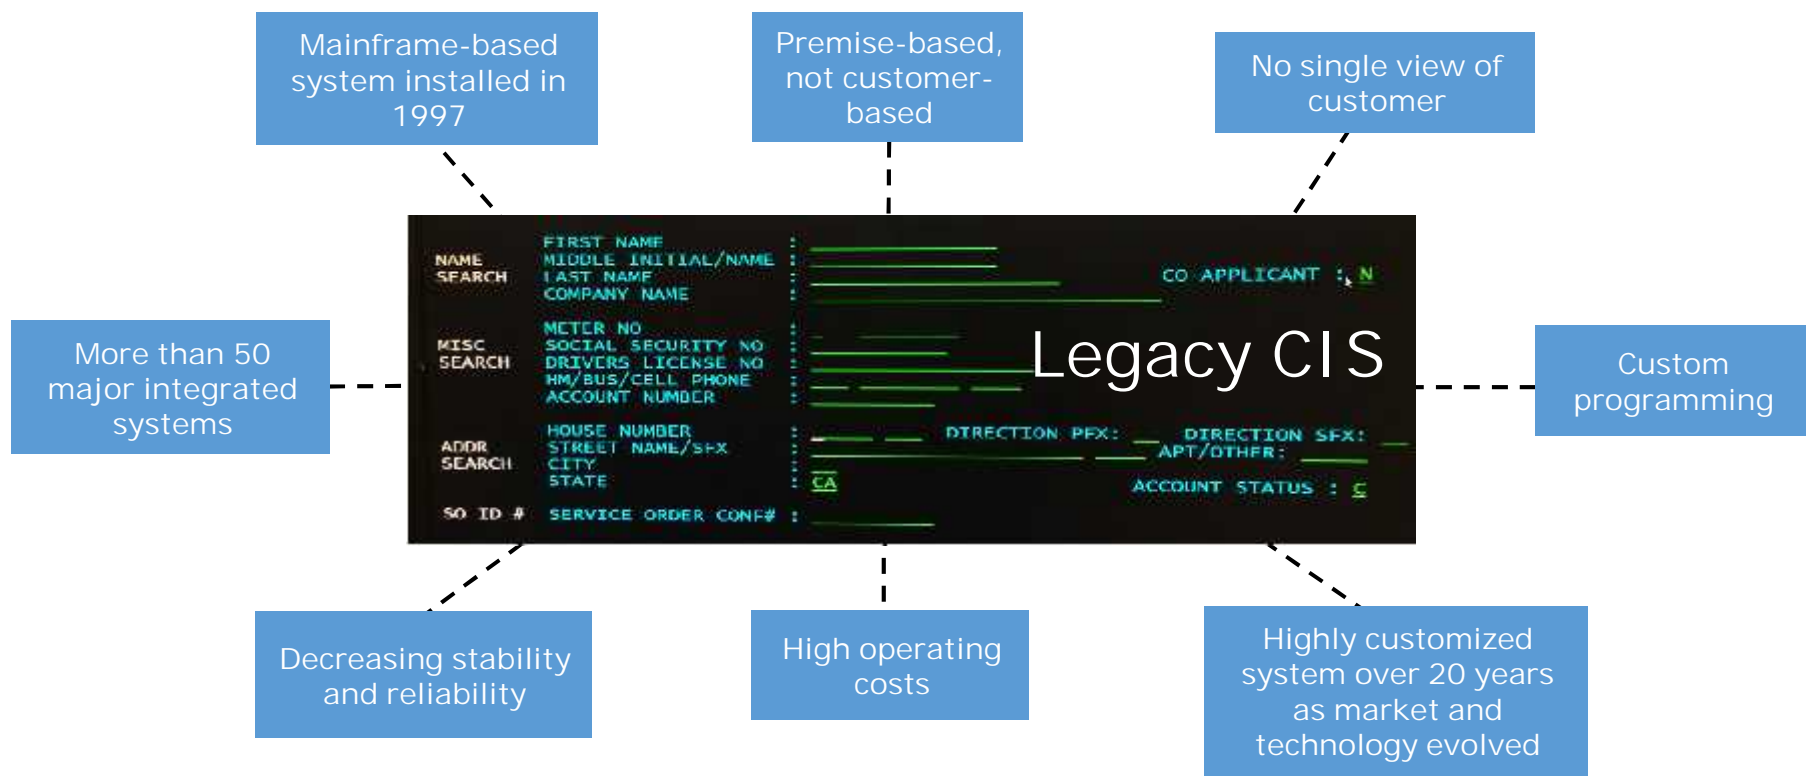 Mainframe-based
system installed in
1997
Premise-based,
not customer-
based
No single view of
customer
More than 50
major integrated
systems
NAME
SEARCH
FIRST NAME :
MIDDLE INITIAL/NAME :
LAST NAME :
COMPANY NAME :
CO APPLICANT : N
MISC
SEARCH
METER NO :
SOCIAL SECURITY NO :
DRIVERS LICENSE NO :
HM/BUS/CELL PHONE :
ACCOUNT NUMBER :
Legacy CIS
ADDR
SEARCH
HOUSE NUMBER :
DIRECTION PFX:
DIRECTION SFX:
STREET NAME/SFX :
APT/OTHER:
CITY :
STATE : CA
ACCOUNT STATUS : C
SO ID # SERVICE ORDER CONF# :
Custom
programming
Decreasing stability
and reliability
High operating
costs
Highly customized
system over 20 years
as market and
technology evolved